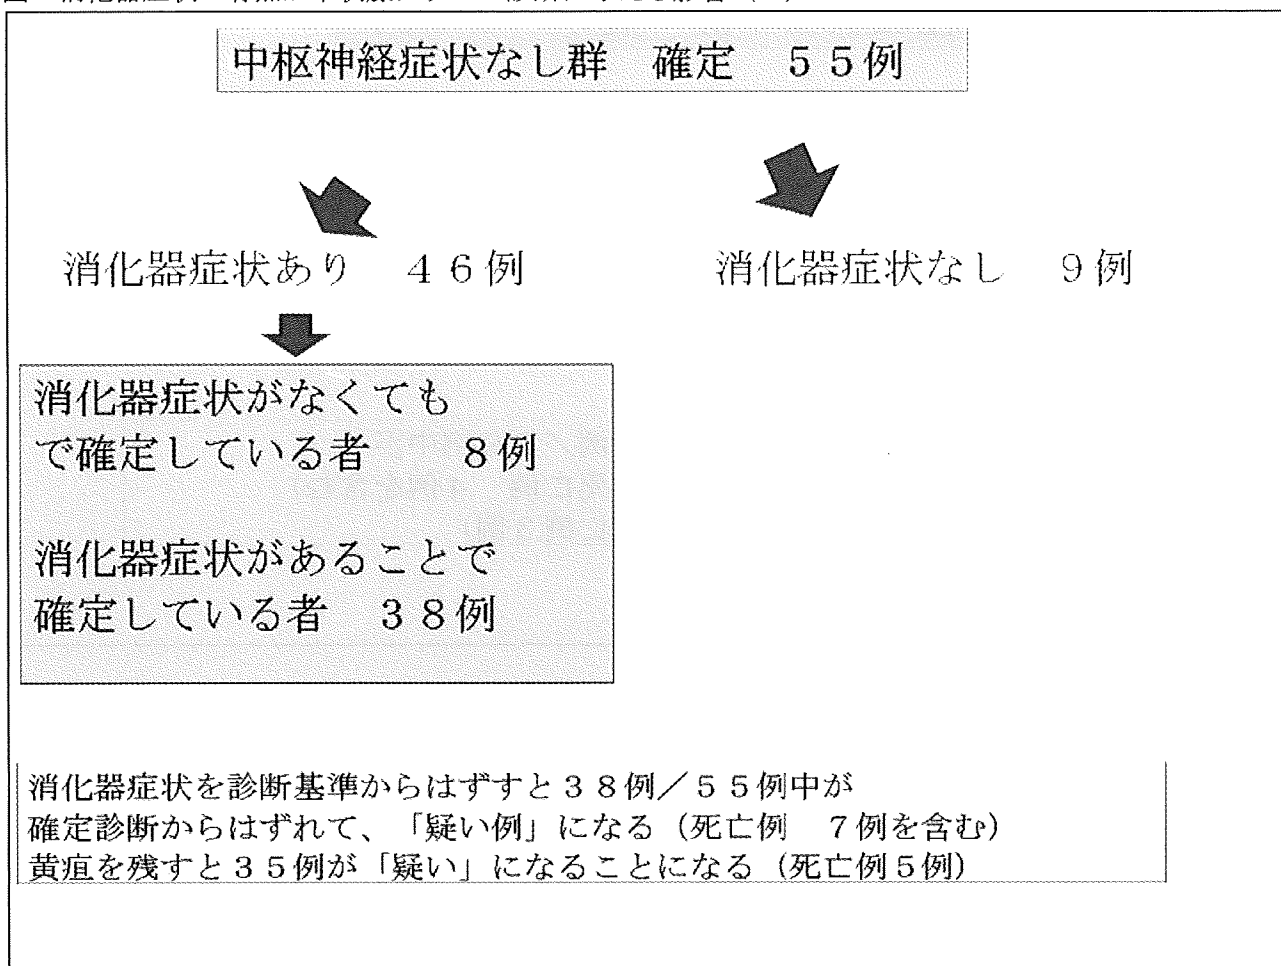 中枢神経症状なし群　確定　５５例
消化器症状あり　４６例
消化器症状なし　９例
消化器症状がなくても
で確定している者　　８例
消化器症状があることで
確定している者　３８例
消化器症状を診断基準からはずすと３８例／５５例中が
確定診断からはずれて、「疑い例」になる（死亡例　７例を含む）
黄疸を残すと３５例が「疑い」になることになる（死亡例５例）